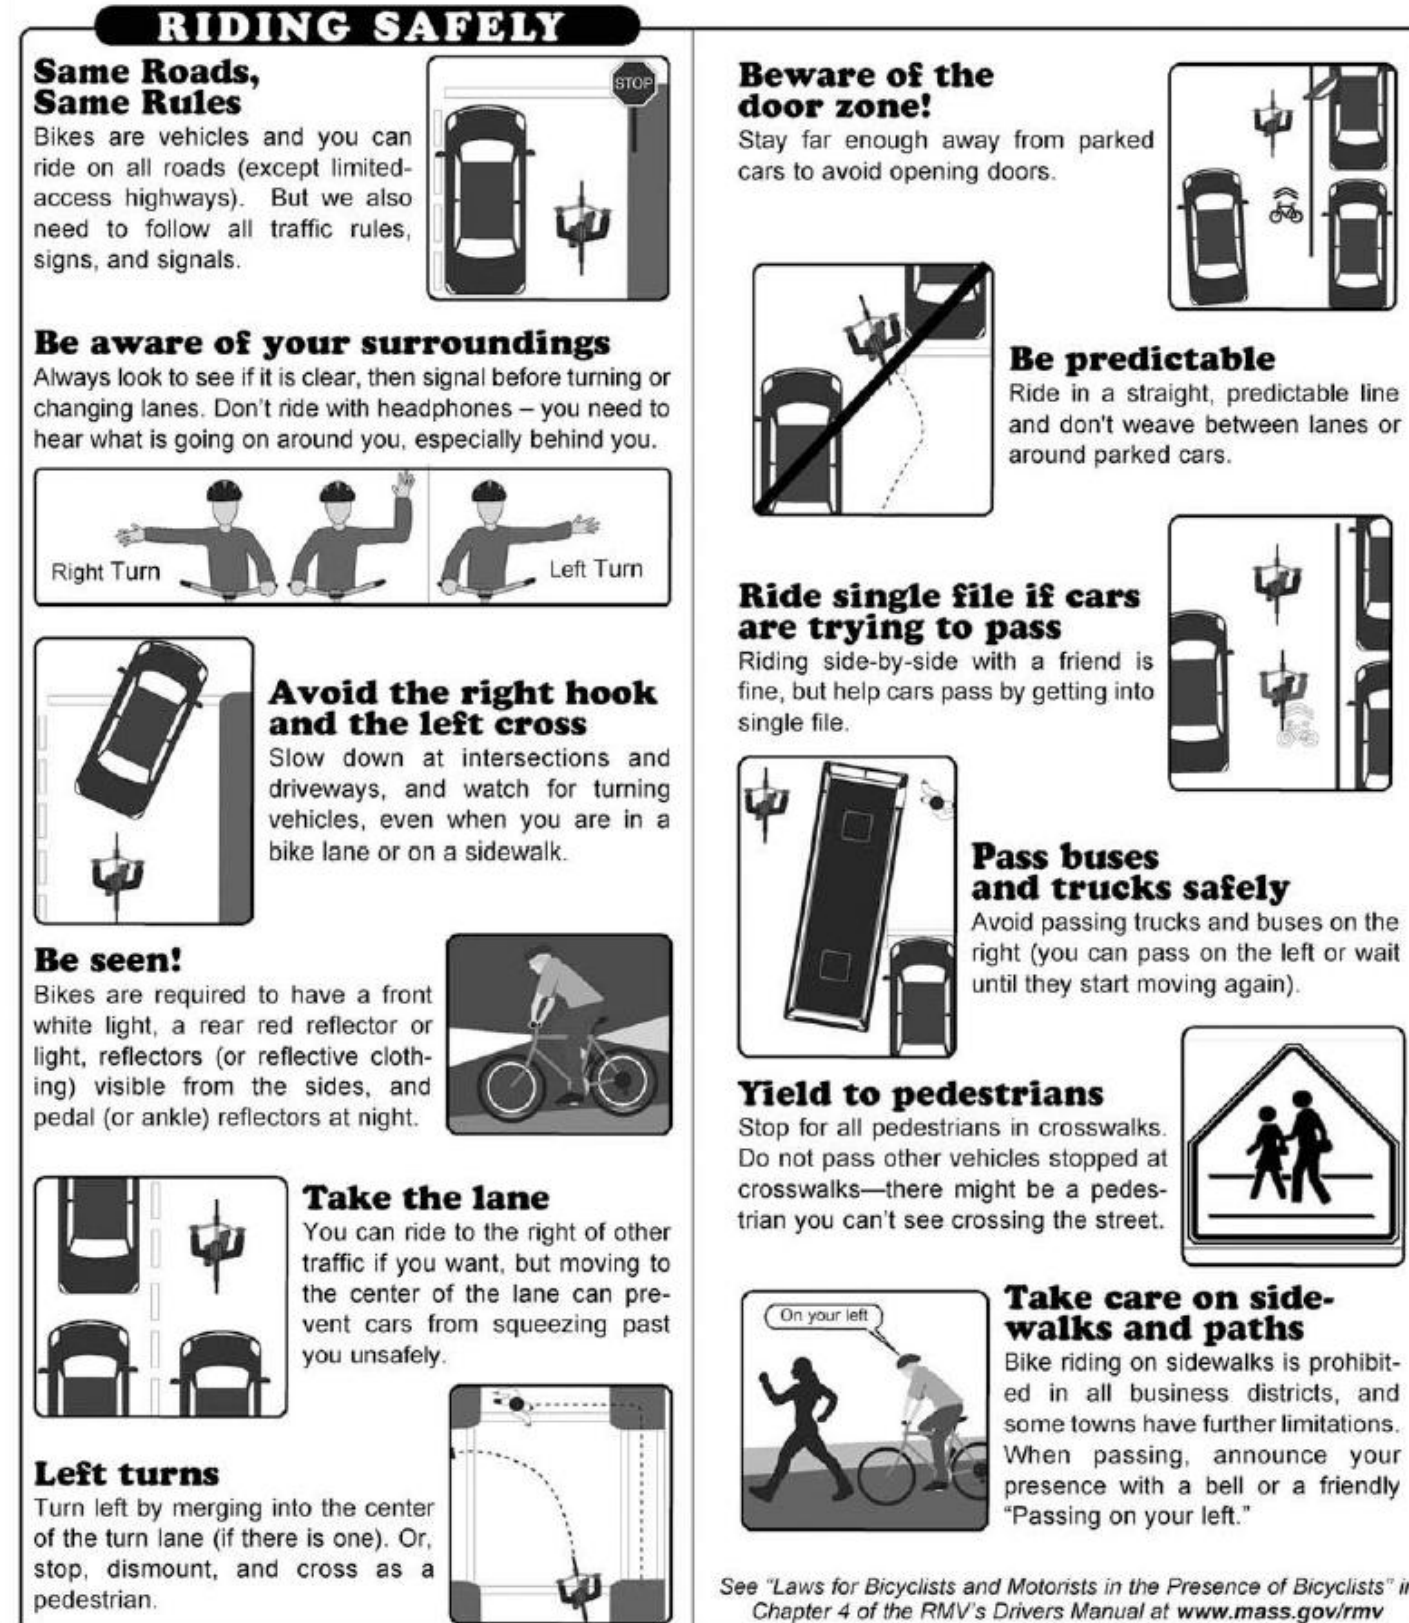 RIDING SAFELY
Same Roads,
Same Rules
Bikes are vehicles and you can
ride on all roads (except limited-
access highways). But we also
need to follow all traffic rules,
signs, and signals.
STOP
Be aware of your surroundings
Always look to see if it is clear, then signal before turning or
changing lanes. Don't ride with headphones – you need to
hear what is going on around you, especially behind you.
Right Turn
Left Turn
Avoid the right hook
and the left cross
Slow down at intersections and
driveways, and watch for turning
vehicles, even when you are in a
bike lane or on a sidewalk.
Be seen!
Bikes are required to have a front
white light, a rear red reflector or
light, reflectors (or reflective cloth-
ing) visible from the sides, and
pedal (or ankle) reflectors at night.
Take the lane
You can ride to the right of other
traffic if you want, but moving to
the center of the lane can pre-
vent cars from squeezing past
you unsafely.
Left turns
Turn left by merging into the center
of the turn lane (if there is one). Or,
stop, dismount, and cross as a
pedestrian.
Beware of the
door zone!
Stay far enough away from parked
cars to avoid opening doors.
Be predictable
Ride in a straight, predictable line
and don't weave between lanes or
around parked cars.
Ride single file if cars
are trying to pass
Riding side-by-side with a friend is
fine, but help cars pass by getting into
single file.
Pass buses
and trucks safely
Avoid passing trucks and buses on the
right (you can pass on the left or wait
until they start moving again).
Yield to pedestrians
Stop for all pedestrians in crosswalks.
Do not pass other vehicles stopped at
crosswalks—there might be a pedes-
trian you can't see crossing the street.
On your left
Take care on side-
walks and paths
Bike riding on sidewalks is prohibit-
ed in all business districts, and
some towns have further limitations.
When passing, announce your
presence with a bell or a friendly
"Passing on your left."
See "Laws for Bicyclists and Motorists in the Presence of Bicyclists" in
Chapter 4 of the RMV's Drivers Manual at www.mass.gov/rmv